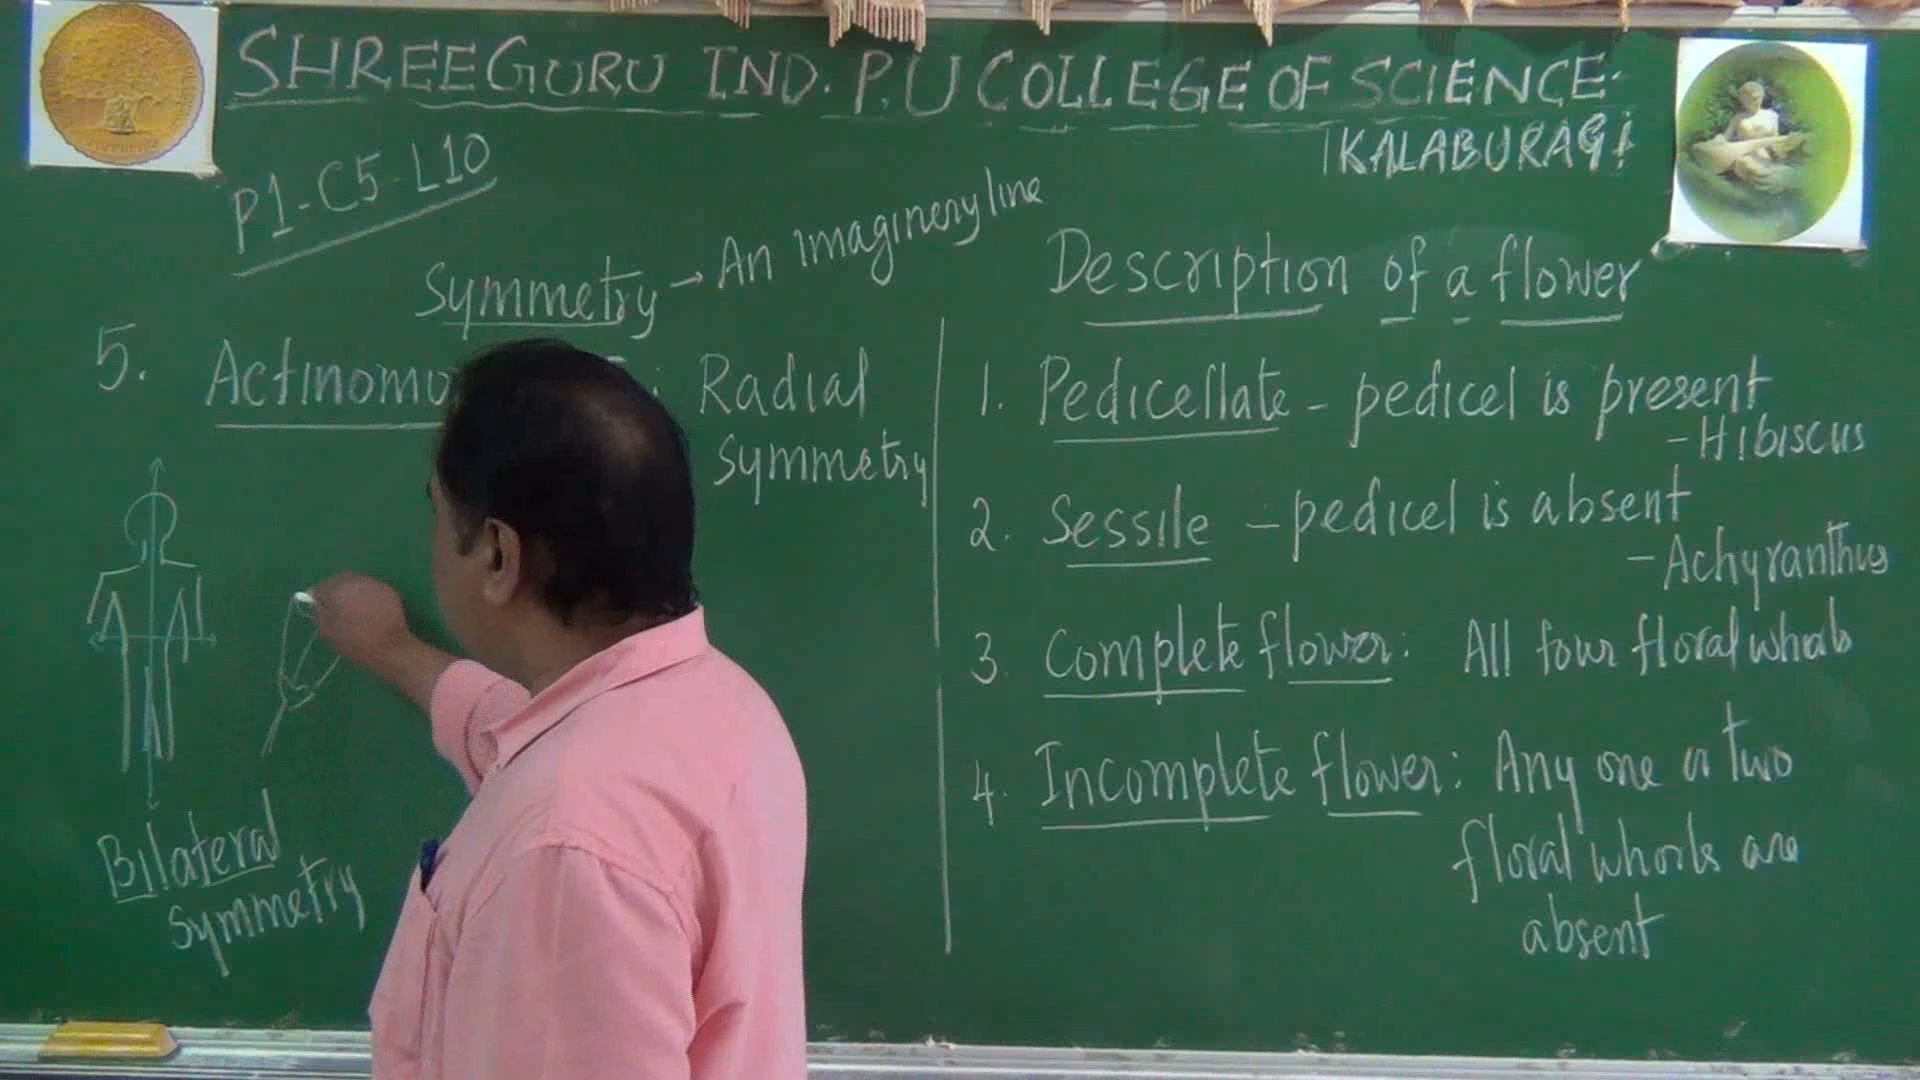 SHREEGURU IND. P.U COLLEGE OF SCIENCE
KALABURAGI
P1-C5-L10
Symmetry → An imaginery line
5. Actinomo : Radial
symmetry
Bilateral
symmetry
Description of a flower
1. Pedicellate - pedicel is present
- Hibiscus
2. Sessile - pedicel is absent
- Achyranthus
3. Complete flower: All four floral whorls
4. Incomplete flower: Any one or two
floral whorls are
absent